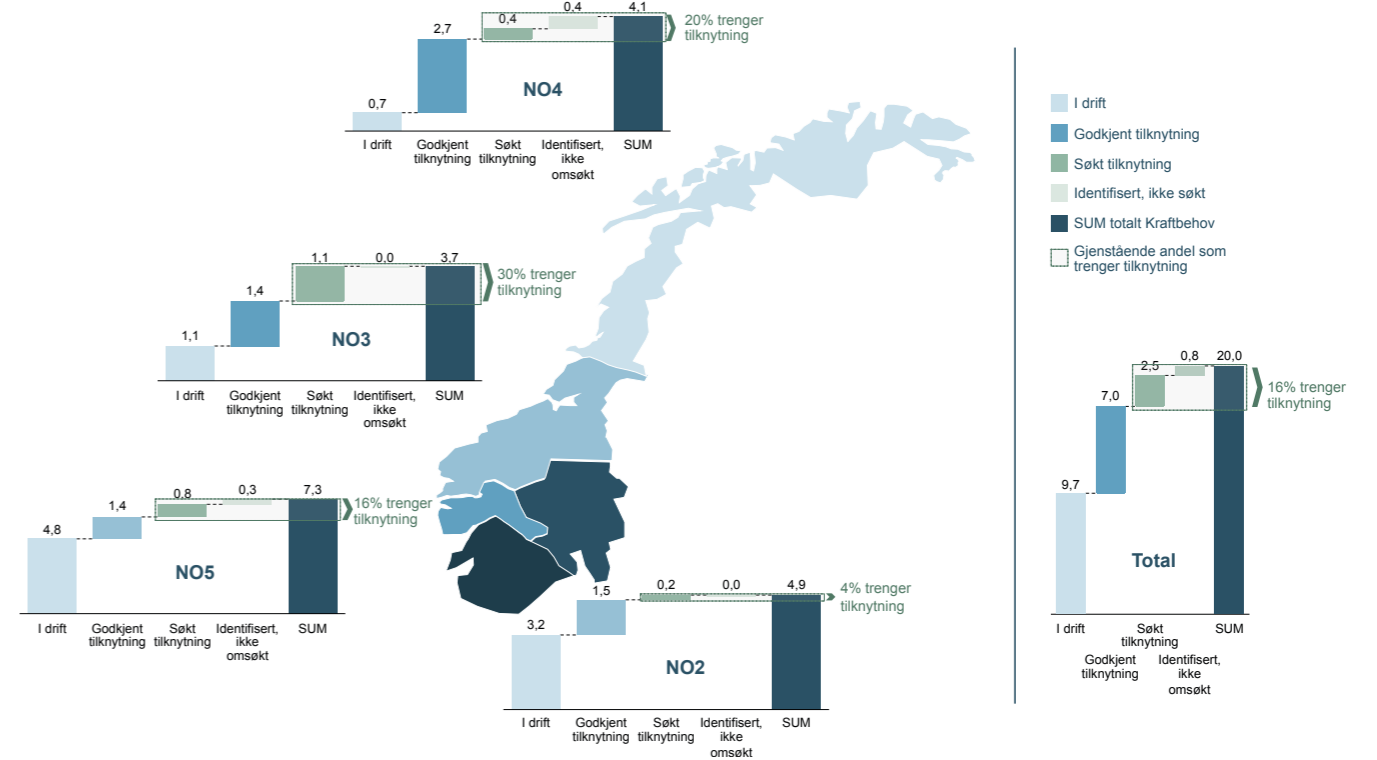 0,7
2,7
0,4
0,4
4,1
20% trenger
tilknytning
NO4
I drift
Godkjent
tilknytning
Søkt
tilknytning
Identifisert,
ikke
omsøkt
SUM
1,1
1,4
1,1
0,0
3,7
30% trenger
tilknytning
NO3
I drift
Godkjent
tilknytning
Søkt
tilknytning
Identifisert,
ikke
omsøkt
SUM
4,8
1,4
0,8
0,3
7,3
16% trenger
tilknytning
NO5
I drift
Godkjent
tilknytning
Søkt
tilknytning
Identifisert,
ikke
omsøkt
SUM
3,2
1,5
0,2
0,0
4,9
4% trenger
tilknytning
NO2
I drift
Godkjent
tilknytning
Søkt
tilknytning
Identifisert,
ikke
omsøkt
SUM
I drift
Godkjent tilknytning
Søkt tilknytning
Identifisert, ikke søkt
SUM totalt Kraftbehov
Gjenstående andel som
trenger tilknytning
9,7
7,0
2,5
0,8
20,0
16% trenger
tilknytning
Total
I drift
Godkjent
tilknytning
Søkt
tilknytning
Identifisert,
ikke
omsøkt
SUM